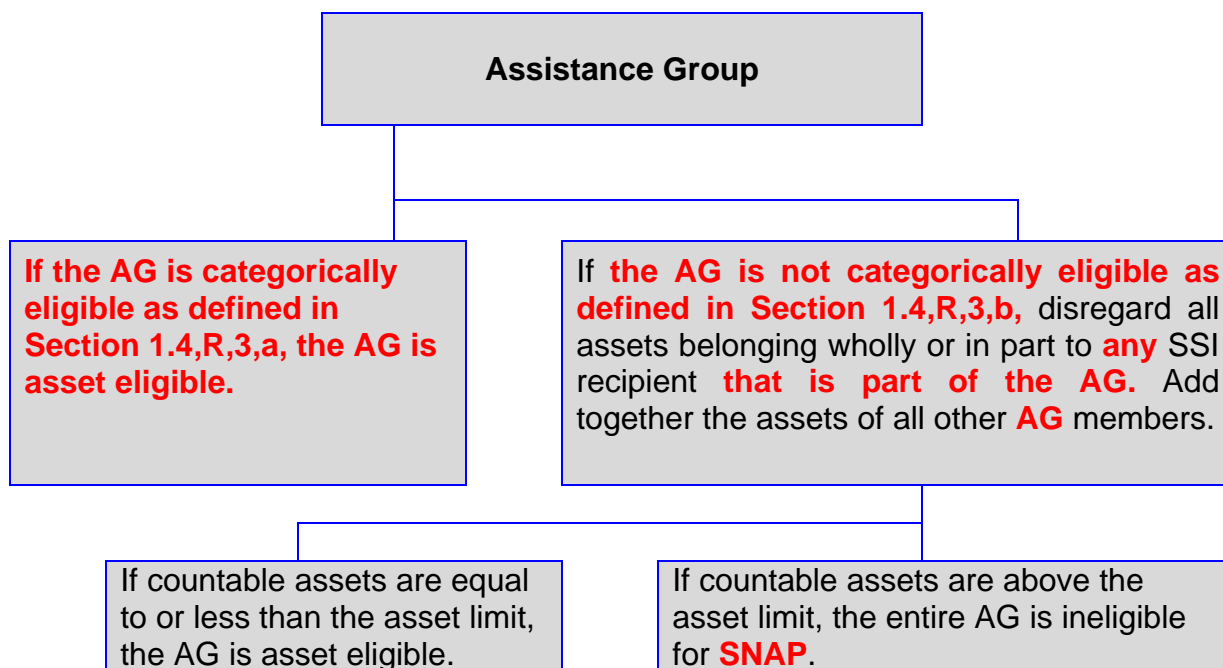 Assistance Group
If the AG is categorically
eligible as defined in
Section 1.4,R,3,a, the AG is
asset eligible.
If the AG is not categorically eligible as
defined in Section 1.4,R,3,b, disregard all
assets belonging wholly or in part to any SSI
recipient that is part of the AG. Add
together the assets of all other AG members.
If countable assets are equal
to or less than the asset limit,
the AG is asset eligible.
If countable assets are above the
asset limit, the entire AG is ineligible
for SNAP.